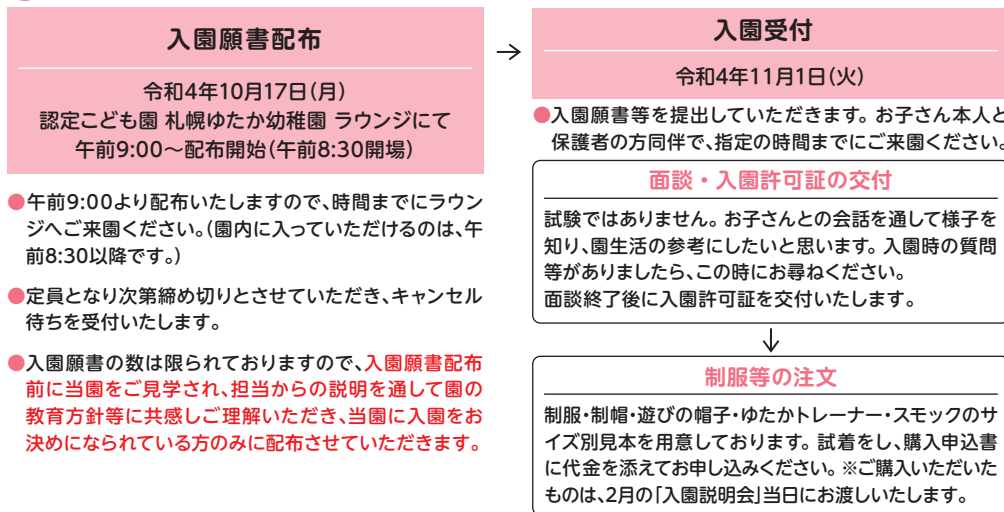 入園願書配布
令和4年10月17日(月)
認定こども園 札幌ゆたか幼稚園 ラウンジにて
午前9:00〜配布開始(午前8:30開場)
●午前9:00より配布いたしますので、時間までにラウン
ジへご来園ください。(園内に入っていただけるのは、午
前8:30以降です。)
●定員となり次第締め切りとさせていただき、キャンセル
待ちを受付いたします。
●入園願書の数は限られておりますので、入園願書配布
前に当園をご見学され、担当からの説明を通して園の
教育方針等に共感しご理解いただき、当園に入園をお
決めになられている方のみに配布させていただきます。
→
入園受付
令和4年11月1日(火)
●入園願書等を提出していただきます。お子さん本人と
保護者の方同伴で、指定の時間までにご来園ください。
面談・入園許可証の交付
試験ではありません。お子さんとの会話を通して様子を
知り、園生活の参考にしたいと思います。入園時の質問
等がありましたら、この時にお尋ねください。
面談終了後に入園許可証を交付いたします。
↓
制服等の注文
制服・制帽・遊びの帽子・ゆたかトレーナー・スモックのサ
イズ別見本を用意しております。試着をし、購入申込書
に代金を添えてお申し込みください。※ご購入いただいた
ものは、2月の「入園説明会」当日にお渡しいたします。